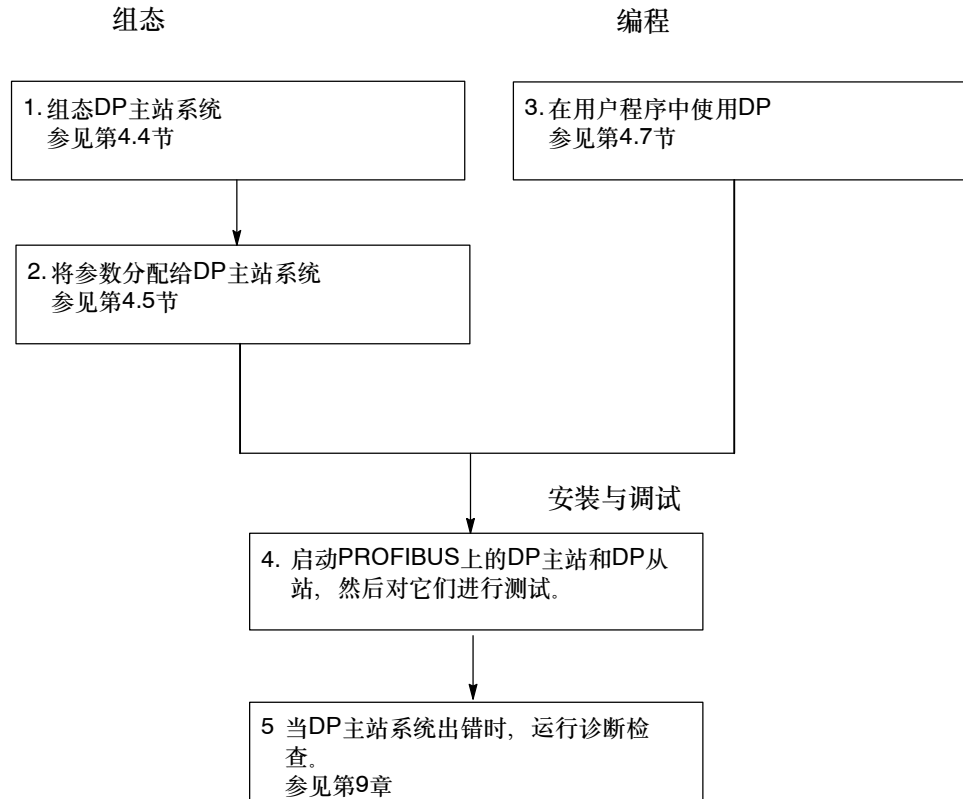 组态
编程
1. 组态DP主站系统
参见第4.4节
3. 在用户程序中使用DP
参见第4.7节
2. 将参数分配给DP主站系统
参见第4.5节
安装与调试
4. 启动PROFIBUS上的DP主站和DP从
站，然后对它们进行测试。
5 当DP主站系统出错时，运行诊断检
查。
参见第9章